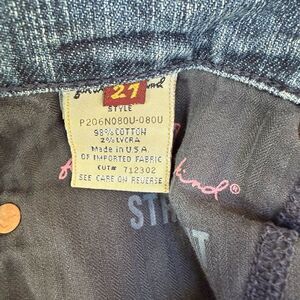 27
STYLE
P206N080U-080U
98% COTTON
2% LYCRA
Made in U.S.A.
OF IMPORTED FABRIC
CUT# 712302
SEE CARE ON REVERSE
®